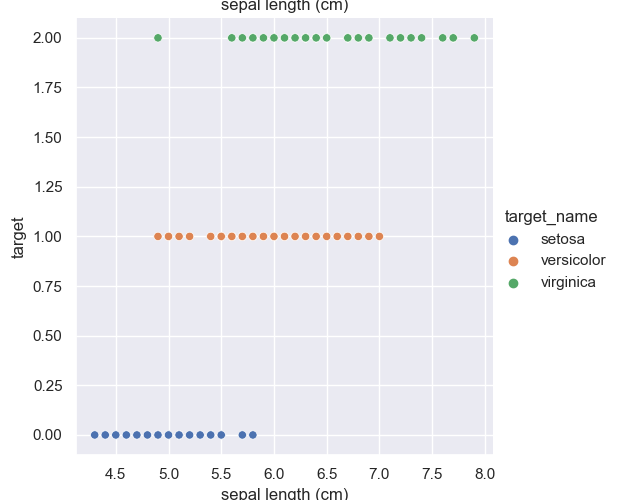 sepal length (cm)
2.00
1.75
1.50
1.25
1.00
0.75
0.50
0.25
0.00
target
4.5 5.0 5.5 6.0 6.5 7.0 7.5 8.0
sepal length (cm)
target_name
setosa
versicolor
virginica